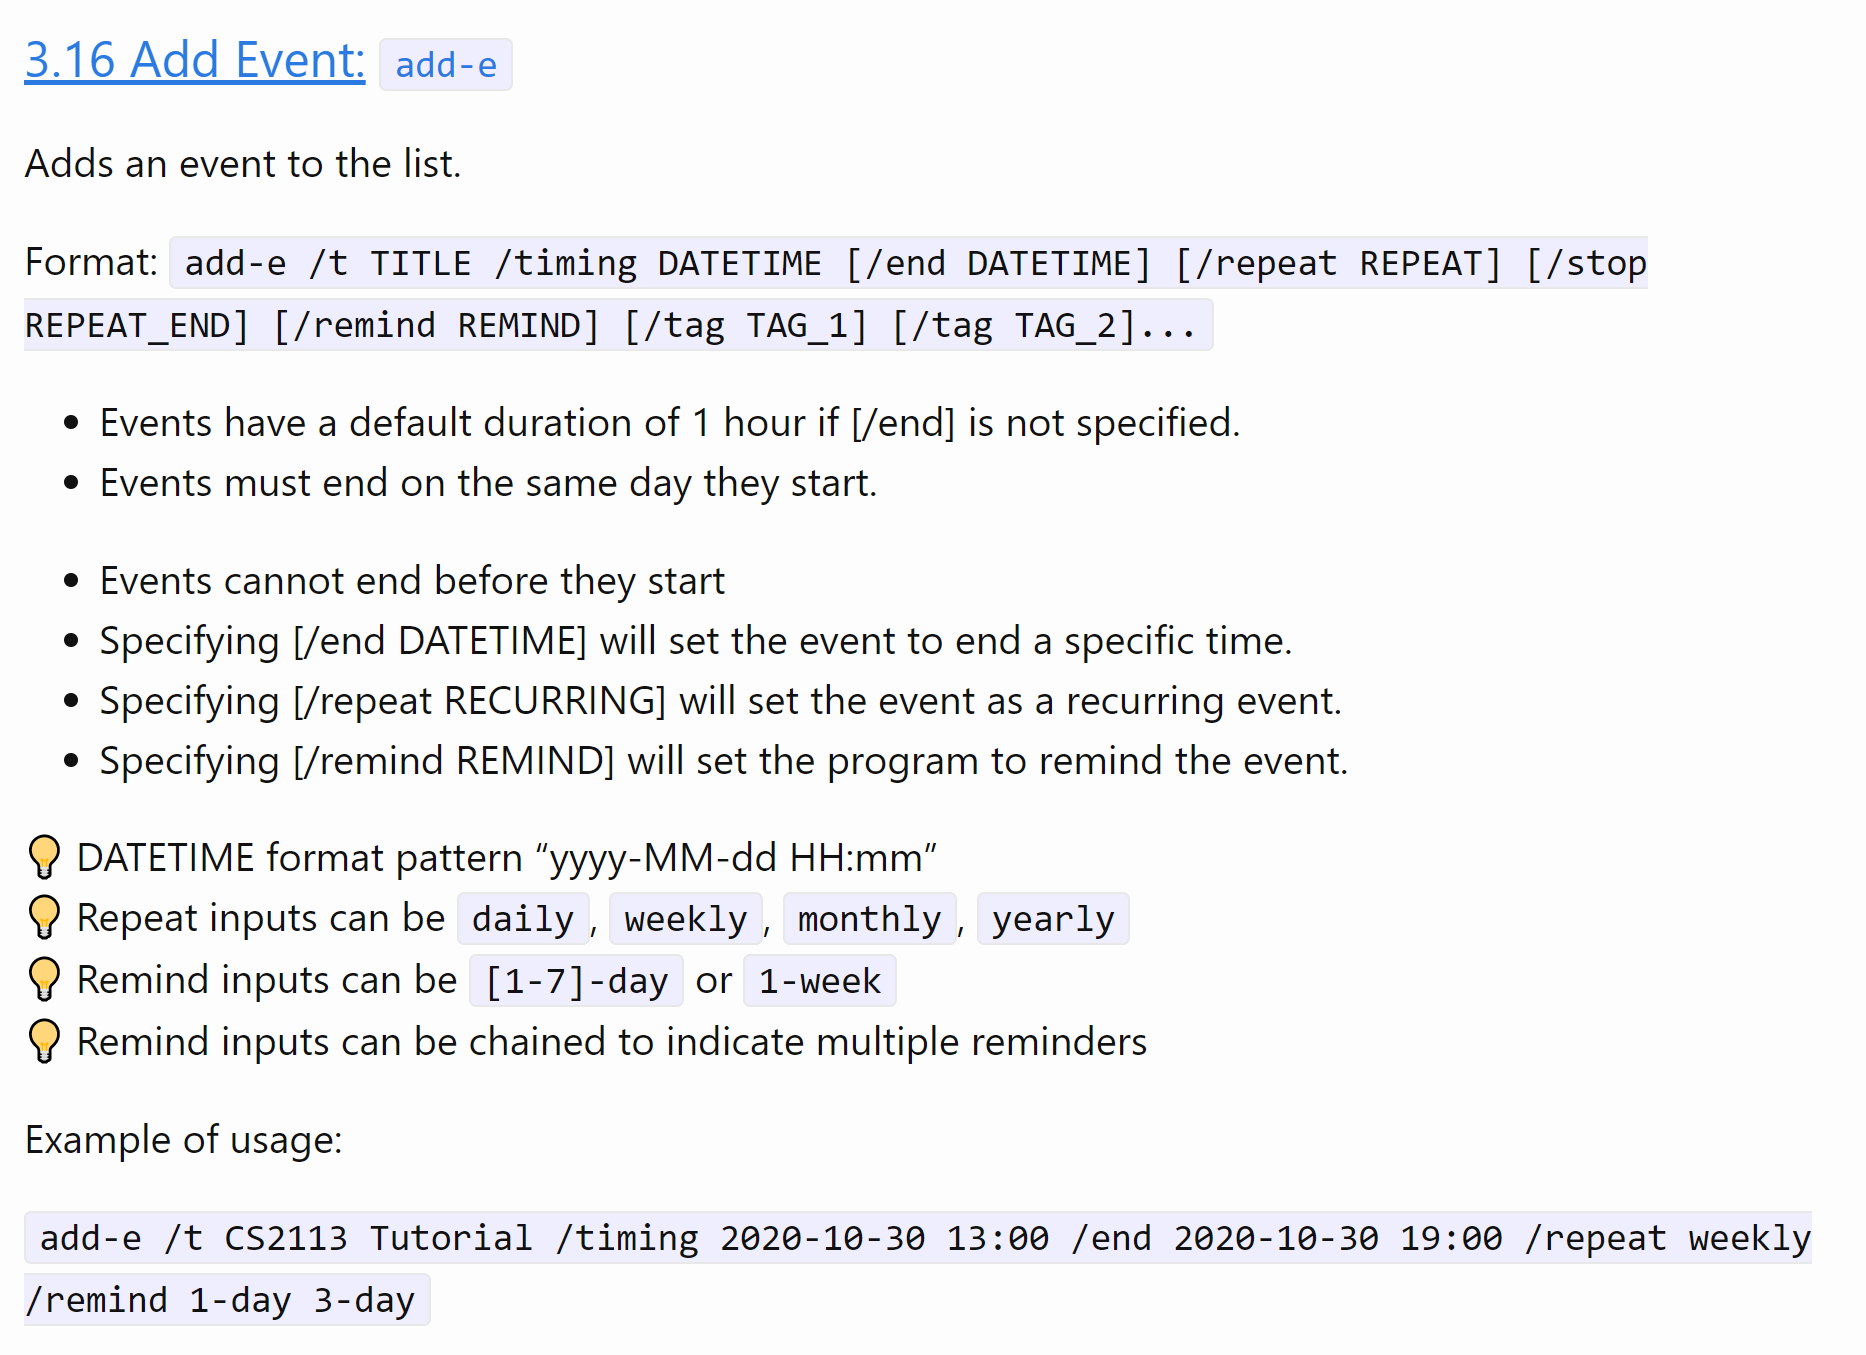 3.16 Add Event: add-e
Adds an event to the list.
Format: add-e /t TITLE /timing DATETIME [/end DATETIME] [/repeat REPEAT] [/stop
REPEAT_END] [/remind REMIND] [/tag TAG_1] [/tag TAG_2]...
• Events have a default duration of 1 hour if [/end] is not specified.
• Events must end on the same day they start.
• Events cannot end before they start
• Specifying [/end DATETIME] will set the event to end a specific time.
• Specifying [/repeat RECURRING] will set the event as a recurring event.
• Specifying [/remind REMIND] will set the program to remind the event.
💡 DATETIME format pattern “yyyy-MM-dd HH:mm”
💡 Repeat inputs can be daily, weekly, monthly, yearly
💡 Remind inputs can be [1-7]-day or 1-week
💡 Remind inputs can be chained to indicate multiple reminders
Example of usage:
add-e /t CS2113 Tutorial /timing 2020-10-30 13:00 /end 2020-10-30 19:00 /repeat weekly
/remind 1-day 3-day